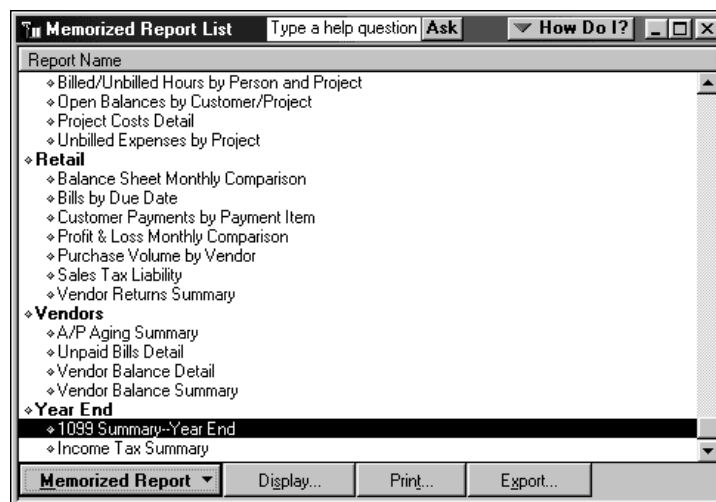 Memorized Report List Type a help question Ask How Do I?
Report Name
Billed/Unbilled Hours by Person and Project
Open Balances by Customer/Project
Project Costs Detail
Unbilled Expenses by Project
Retail
Balance Sheet Monthly Comparison
Bills by Due Date
Customer Payments by Payment Item
Profit & Loss Monthly Comparison
Purchase Volume by Vendor
Sales Tax Liability
Vendor Returns Summary
Vendors
A/P Aging Summary
Unpaid Bills Detail
Vendor Balance Detail
Vendor Balance Summary
Year End
1099 Summary--Year End
Income Tax Summary
Memorized Report Display... Print... Export...